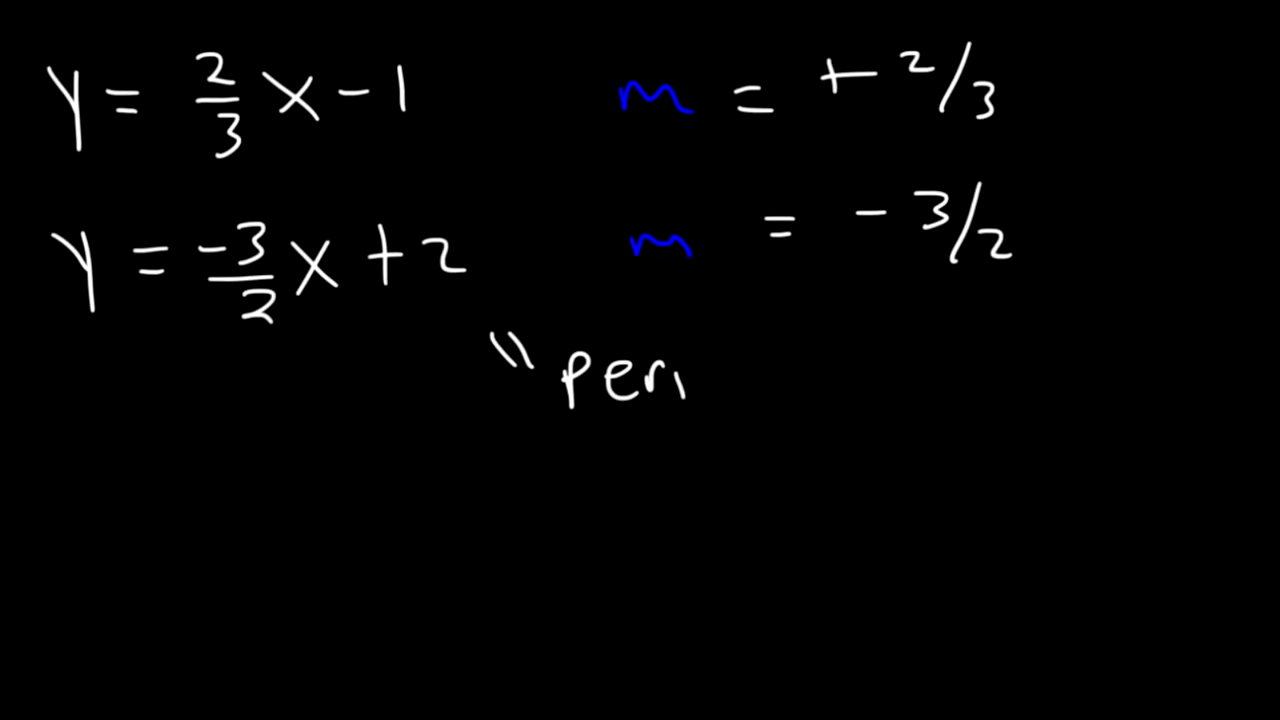 y = 2/3 x - 1 m = + 2/3
y = -3/2 x + 2 m = - 3/2
" per